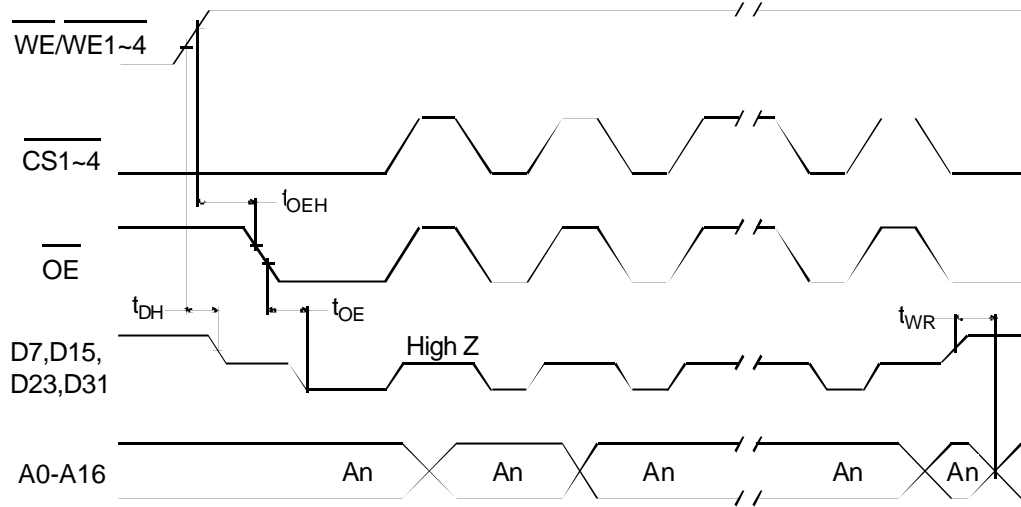 WE/WE1~4
CS1~4
tOEH
OE
tDH
tOE
tWR
D7,D15,
D23,D31
High Z
A0-A16
An
An
An
An
An